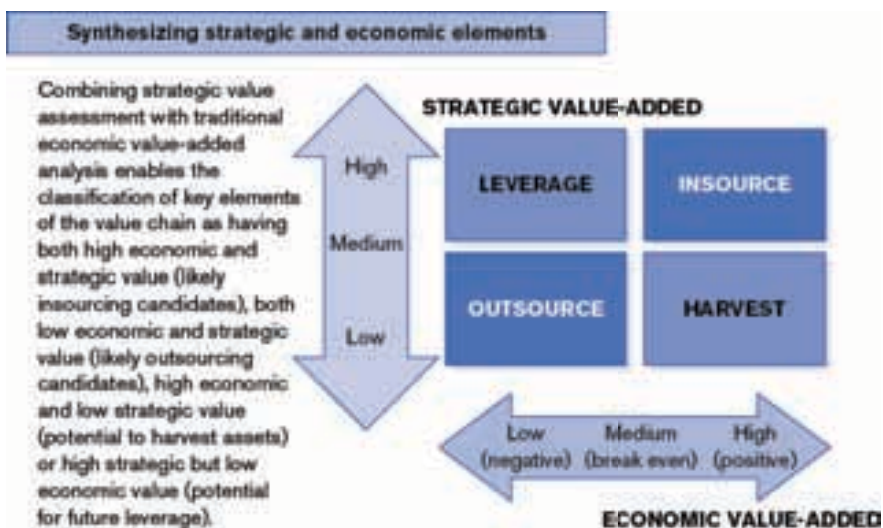 Synthesizing strategic and economic elements
Combining strategic value
assessment with traditional
economic value-added
analysis enables the
classification of key elements
of the value chain as having
both high economic and
strategic value (likely
insourcing candidates), both
low economic and strategic
value (likely outsourcing
candidates), high economic
and low strategic value
(potential to harvest assets)
or high strategic but low
economic value (potential
for future leverage).
High
Medium
Low
STRATEGIC VALUE-ADDED
LEVERAGE
INSOURCE
OUTSOURCE
HARVEST
Low Medium High
(negative) (break even) (positive)
ECONOMIC VALUE-ADDED